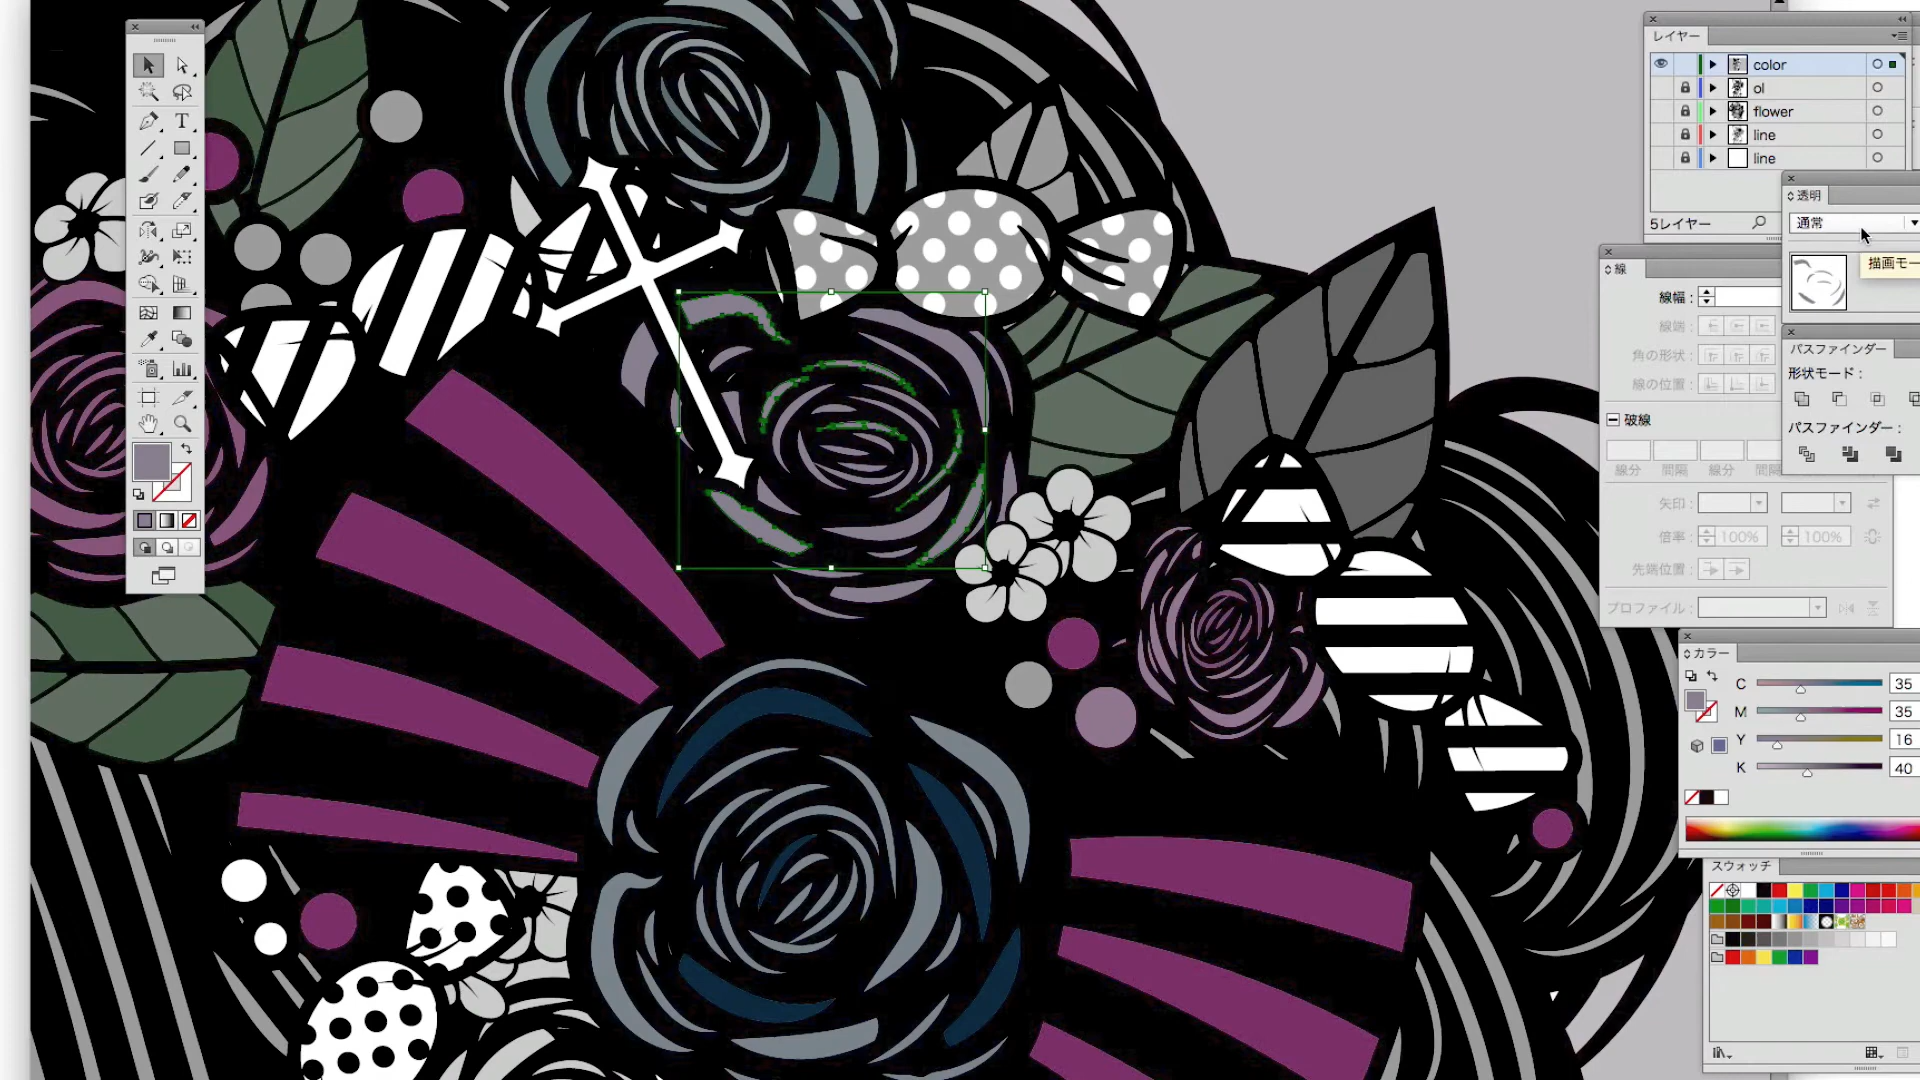 レイヤー
color
ol
flower
line
line
5レイヤー
透明
通常
描画モー
線
線幅 :
線端 :
角の形状 :
線の位置 :
破線
線分 間隔 線分 間隔
矢印 :
倍率 : 100% 100%
先端位置 :
プロファイル :
パスファインダー
形状モード :
パスファインダー :
カラー
C 35
M 35
Y 16
K 40
スウォッチ
T